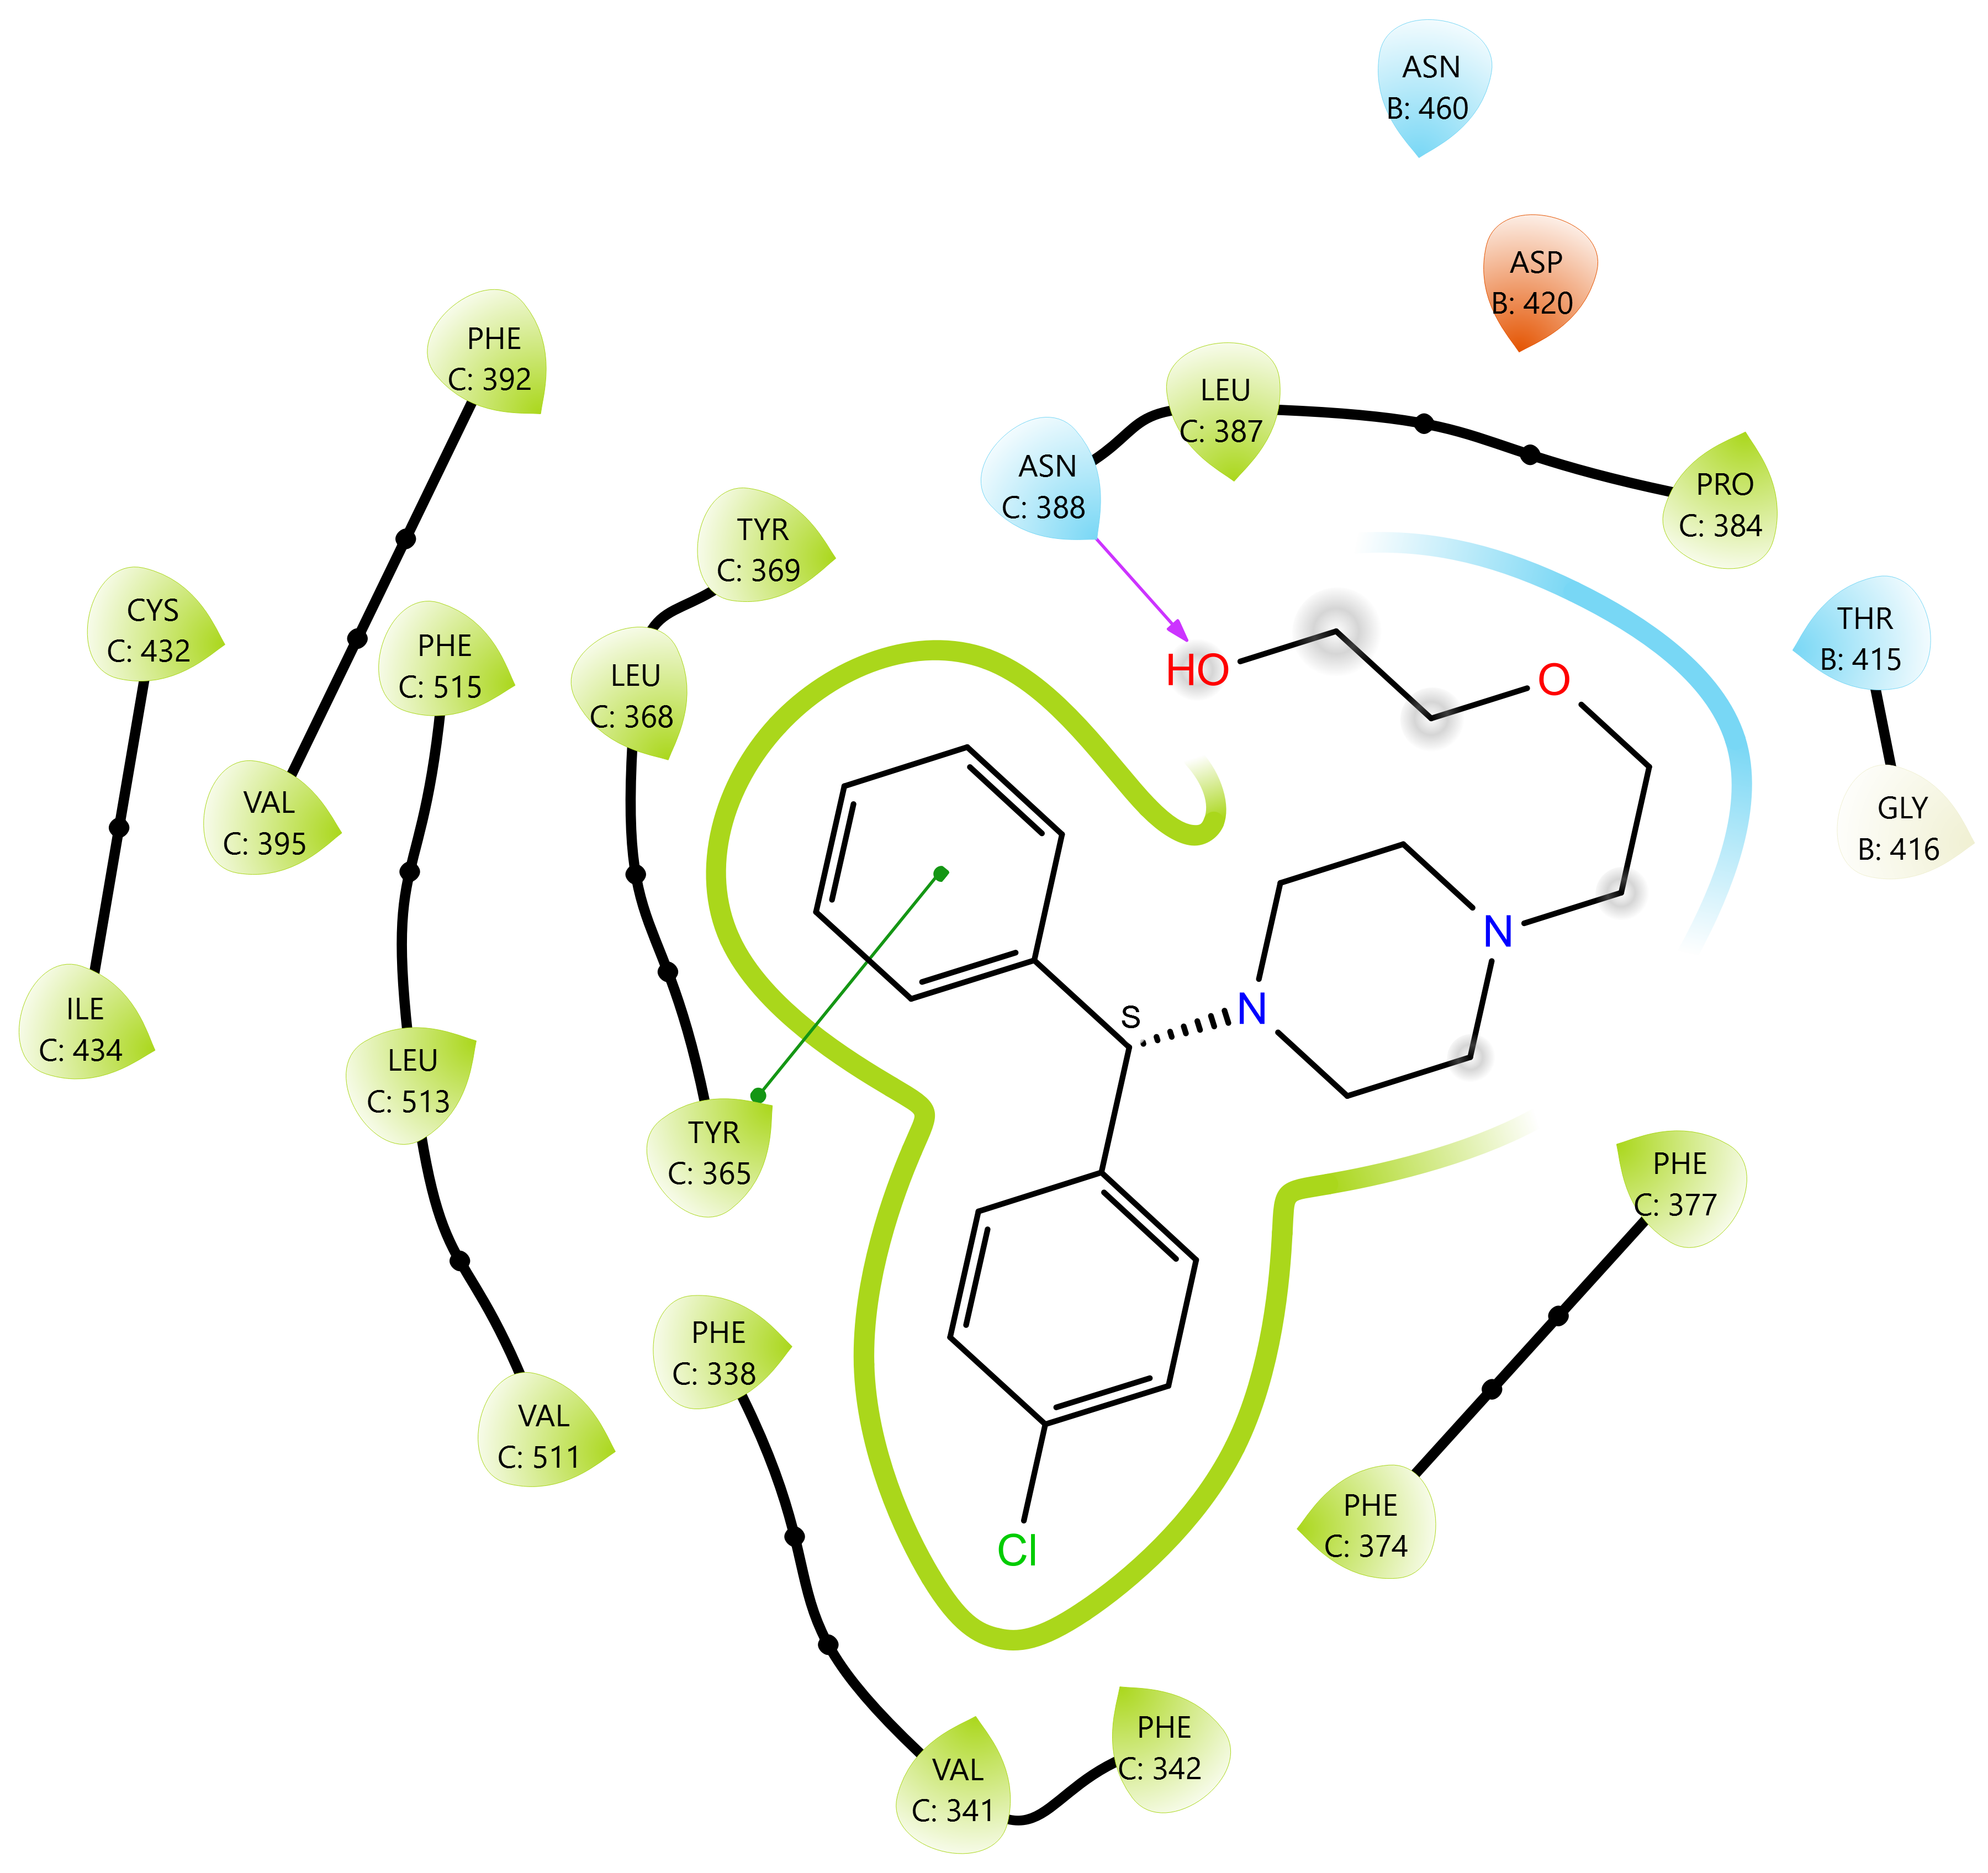 ASN
B: 460
ASP
B: 420
PHE
C: 392
LEU
C: 387
ASN
C: 388
PRO
C: 384
TYR
C: 369
CYS
C: 432
PHE
C: 515
LEU
C: 368
THR
B: 415
HO
O
VAL
C: 395
GLY
B: 416
N
N
S
ILE
C: 434
LEU
C: 513
TYR
C: 365
PHE
C: 377
PHE
C: 338
VAL
C: 511
PHE
C: 374
Cl
PHE
C: 342
VAL
C: 341